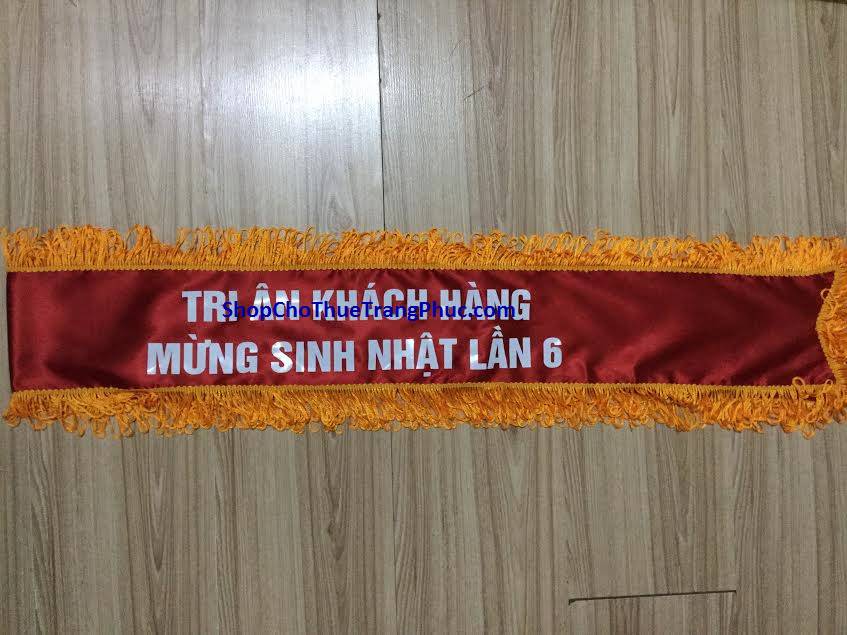 TRI ÂN KHÁCH HÀNG
ShopChoThueTrangPhuc.com
MỪNG SINH NHẬT LẦN 6